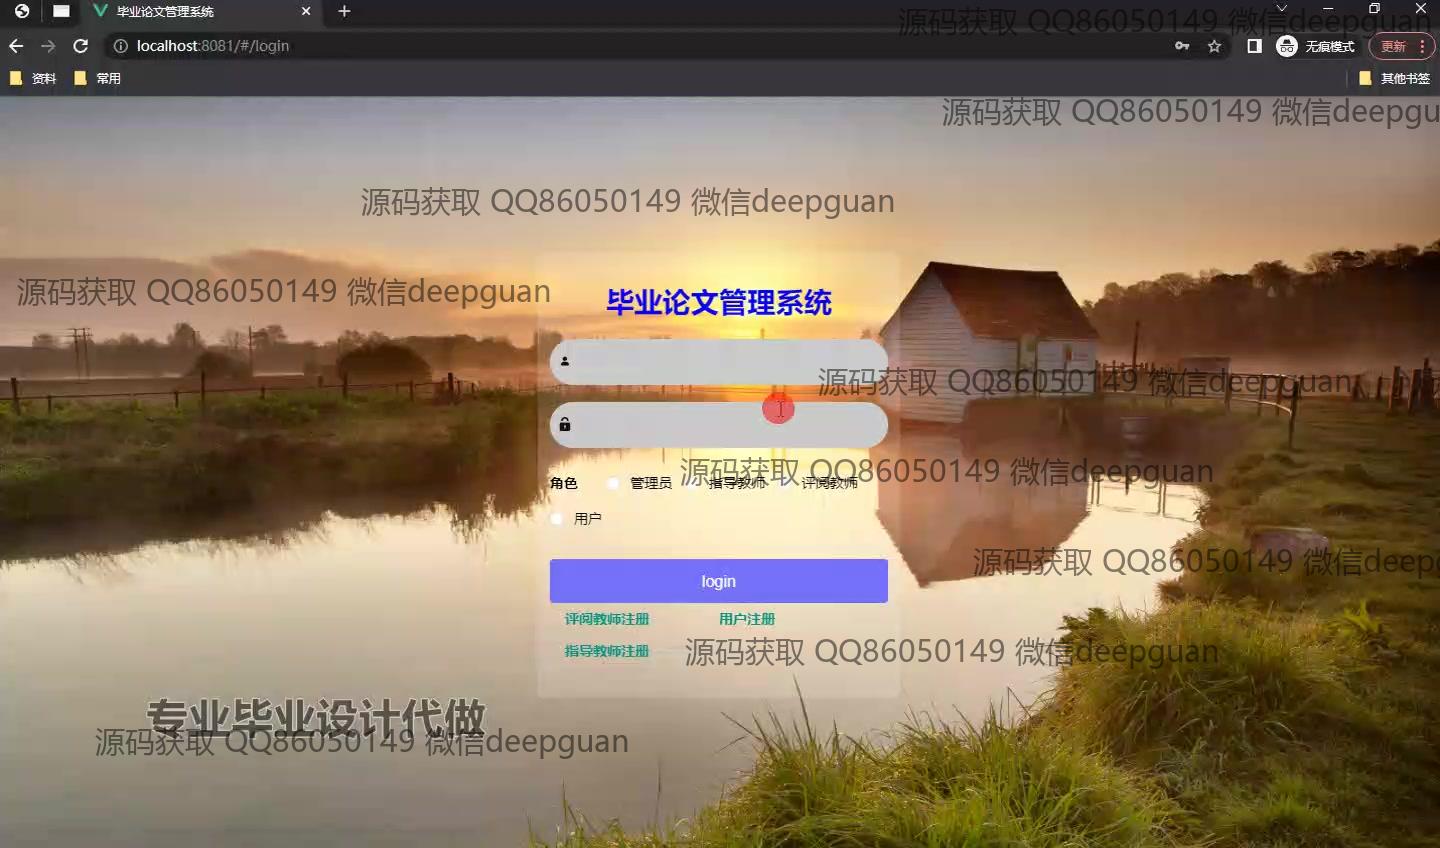 毕业论文管理系统
源码获取 QQ86050149 微信deepguan
localhost:8081/#/login
无痕模式
更新
资料
常用
其他书签
源码获取 QQ86050149 微信deepgu
源码获取 QQ86050149 微信deepguan
源码获取 QQ86050149 微信deepguan
毕业论文管理系统
源码获取 QQ86050149 微信deepguan
源码获取 QQ86050149 微信deepguan
角色
管理员
指导教师
评阅教师
用户
源码获取 QQ86050149 微信deep
login
评阅教师注册
用户注册
指导教师注册
源码获取 QQ86050149 微信deepguan
专业毕业设计代做
源码获取 QQ86050149 微信deepguan